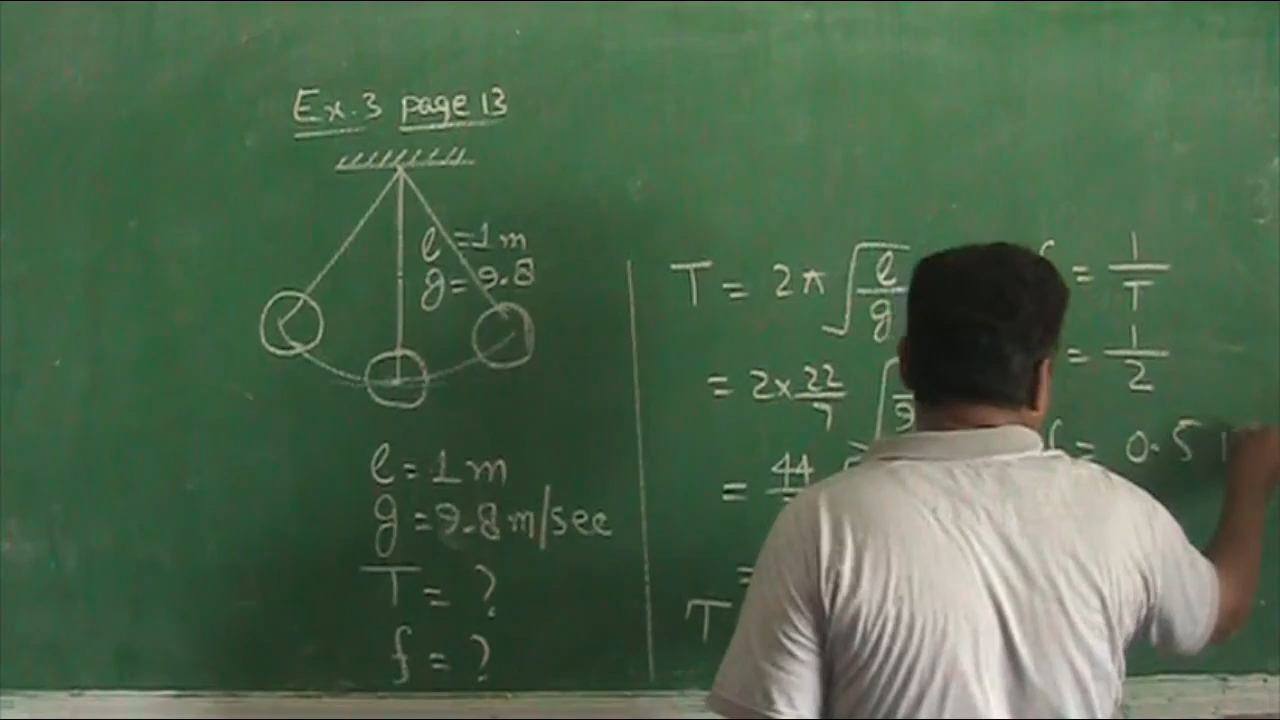 Ex.3 page 13
l = 1 m
g = 9.8
l = 1 m
g = 9.8 m/sec
T = ?
f = ?
T = 2π √l/g
= 2×22/7 √
= 44
=
T
= 1/T
= 1/2
f = 0.5